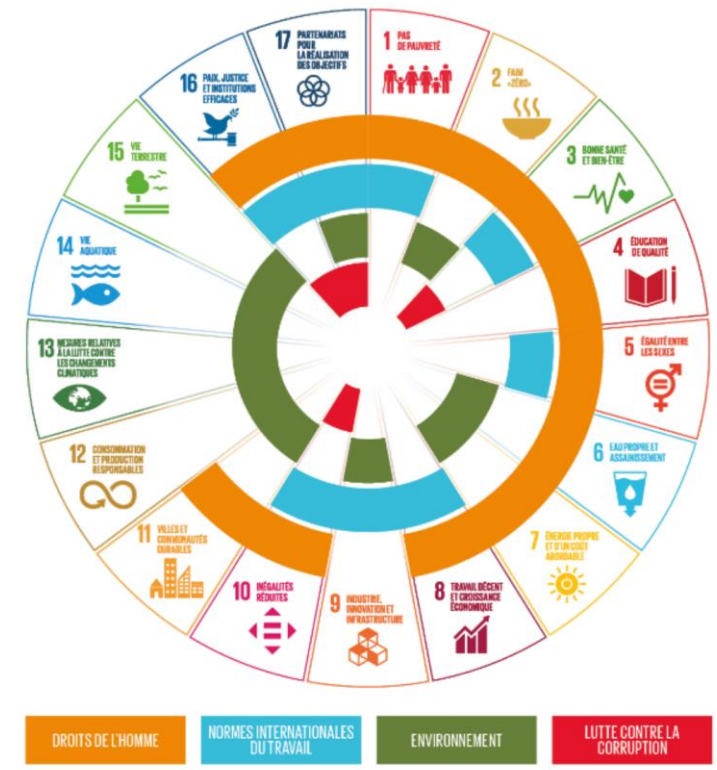 1 PAS
DE PAUVRETÉ
2 FAIM
«ZÉRO»
3 BONNE SANTÉ
ET BIEN-ÊTRE
4 ÉDUCATION
DE QUALITÉ
5 ÉGALITÉ ENTRE
LES SEXES
6 EAU PROPRE ET
ASSAINISSEMENT
7 ÉNERGIE PROPRE
ET D'UN COÛT
ABORDABLE
8 TRAVAIL DÉCENT
ET CROISSANCE
ÉCONOMIQUE
9 INDUSTRIE,
INNOVATION ET
INFRASTRUCTURE
10 INÉGALITÉS
RÉDUITES
11 VILLES ET
COMMUNAUTÉS
DURABLES
12 CONSOMMATION
ET PRODUCTION
RESPONSABLES
13 MESURES RELATIVES
À LA LUTTE CONTRE
LES CHANGEMENTS
CLIMATIQUES
14 VIE
AQUATIQUE
15 VIE
TERRESTRE
16 PAIX, JUSTICE
ET INSTITUTIONS
EFFICACES
17 PARTENARIATS
POUR
LA RÉALISATION
DES OBJECTIFS
DROITS DE L'HOMME
NORMES INTERNATIONALES
DU TRAVAIL
ENVIRONNEMENT
LUTTE CONTRE LA
CORRUPTION